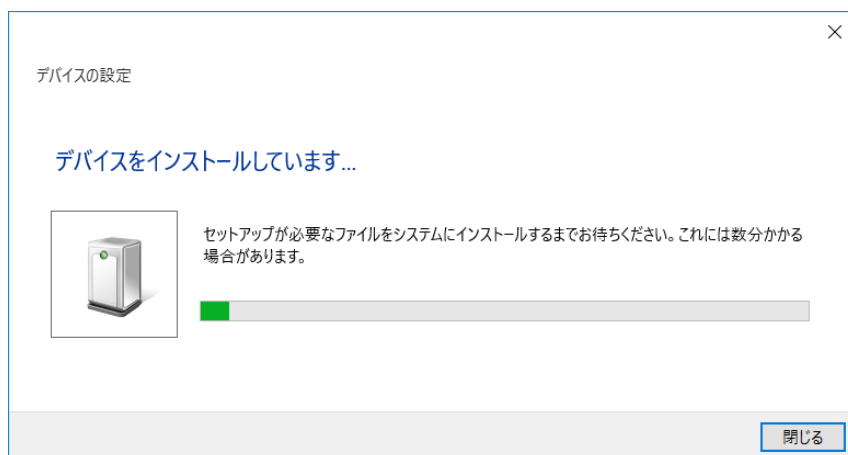 デバイスの設定
デバイスをインストールしています...
セットアップが必要なファイルをシステムにインストールするまでお待ちください。これには数分かかる
場合があります。
閉じる